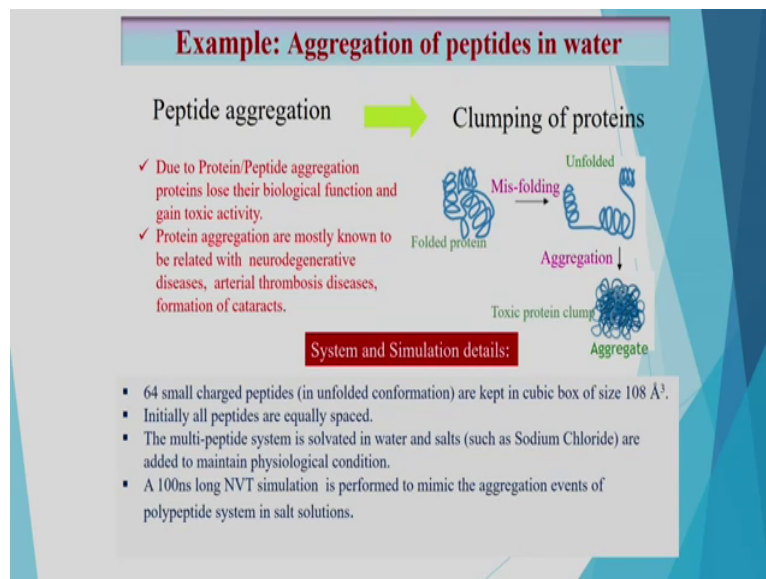 Example: Aggregation of peptides in water
Peptide aggregation
Clumping of proteins
✓ Due to Protein/Peptide aggregation
proteins lose their biological function and
gain toxic activity.
✓ Protein aggregation are mostly known to
be related with neurodegenerative
diseases, arterial thrombosis diseases,
formation of cataracts.
Unfolded
Mis-folding
Folded protein
Aggregation
Toxic protein clump
Aggregate
System and Simulation details:
▪ 64 small charged peptides (in unfolded conformation) are kept in cubic box of size 108 Å³.
▪ Initially all peptides are equally spaced.
▪ The multi-peptide system is solvated in water and salts (such as Sodium Chloride) are
added to maintain physiological condition.
▪ A 100ns long NVT simulation is performed to mimic the aggregation events of
polypeptide system in salt solutions.